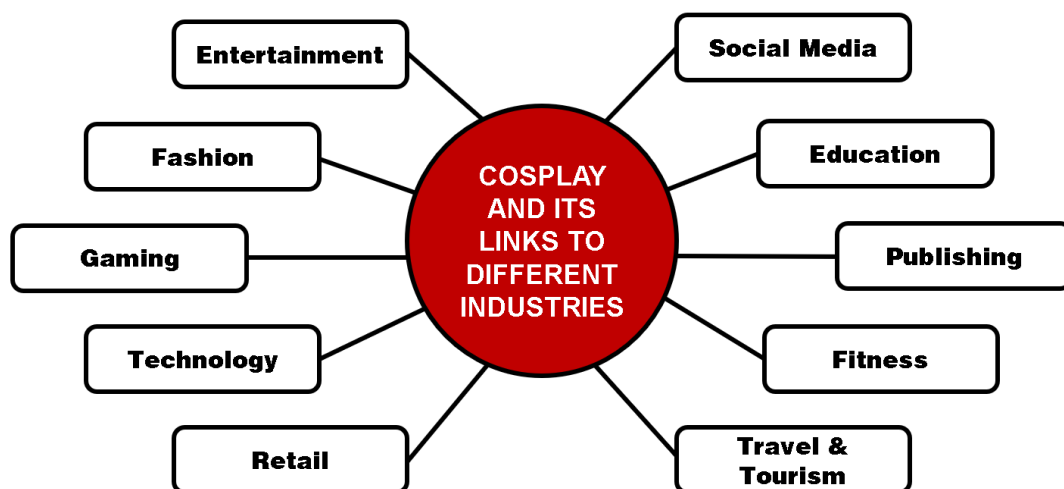 Entertainment
Social Media
Fashion
Education
COSPLAY
AND ITS
LINKS TO
DIFFERENT
INDUSTRIES
Gaming
Publishing
Technology
Fitness
Retail
Travel &
Tourism